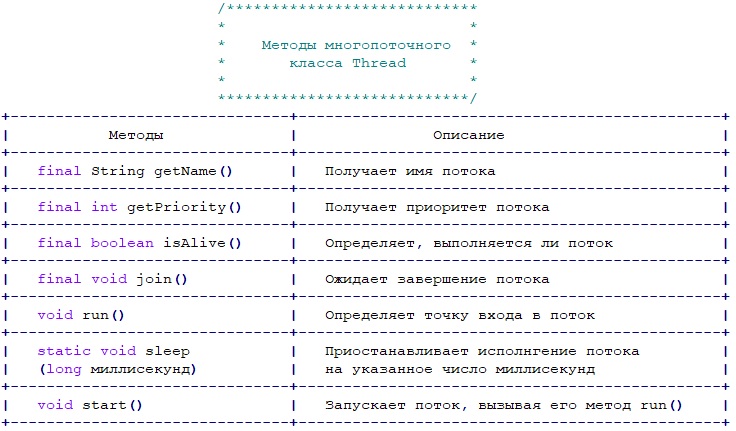 /****************************
* *
* Методы многопоточного *
* класса Thread *
* *
****************************/
+-------------------------------+-----------------------------------------------+
| Методы | Описание |
+-------------------------------+-----------------------------------------------+
| final String getName() | Получает имя потока |
+-------------------------------+-----------------------------------------------+
| final int getPriority() | Получает приоритет потока |
+-------------------------------+-----------------------------------------------+
| final boolean isAlive() | Определяет, выполняется ли поток |
+-------------------------------+-----------------------------------------------+
| final void join() | Ожидает завершение потока |
+-------------------------------+-----------------------------------------------+
| void run() | Определяет точку входа в поток |
+-------------------------------+-----------------------------------------------+
| static void sleep | Приостанавливает исполнгение потока |
| (long миллисекунд) | на указанное число миллисекунд |
+-------------------------------+-----------------------------------------------+
| void start() | Запускает поток, вызывая его метод run() |
+-------------------------------+-----------------------------------------------+